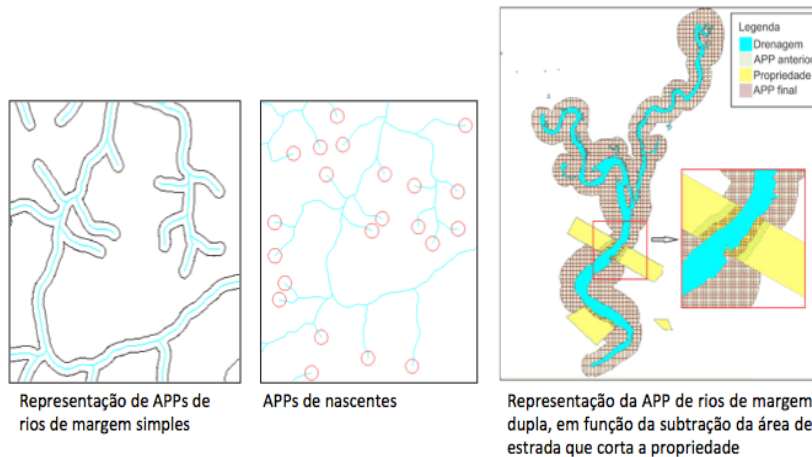 Legenda
Drenagem
APP anterior
Propriedade
APP final
Representação de APPs de
rios de margem simples
APPs de nascentes
Representação da APP de rios de margem
dupla, em função da subtração da área de
estrada que corta a propriedade